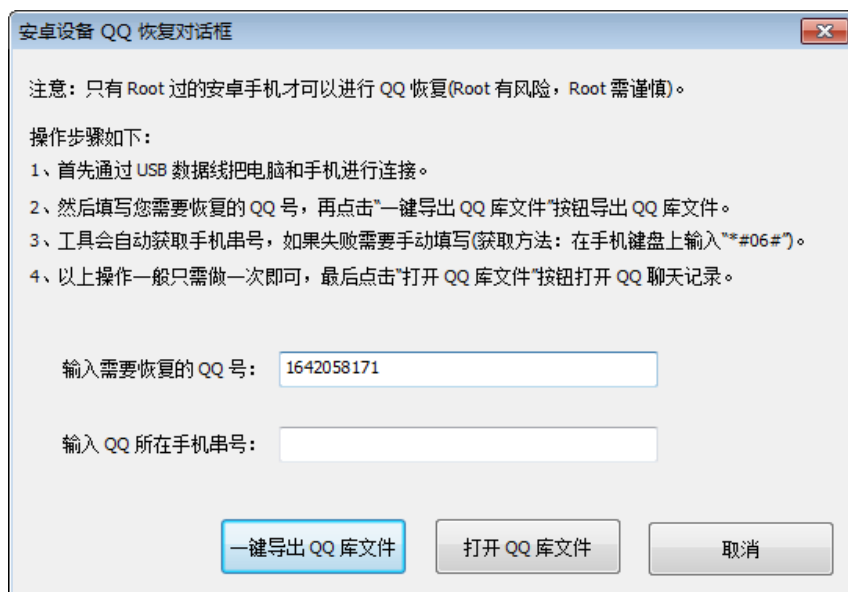 安卓设备 QQ 恢复对话框
注意：只有 Root 过的安卓手机才可以进行 QQ 恢复(Root 有风险，Root 需谨慎)。
操作步骤如下：
1、首先通过 USB 数据线把电脑和手机进行连接。
2、然后填写您需要恢复的 QQ 号，再点击“一键导出 QQ 库文件”按钮导出 QQ 库文件。
3、工具会自动获取手机串号，如果失败需要手动填写(获取方法：在手机键盘上输入“*#06#”)。
4、以上操作一般只需做一次即可，最后点击“打开 QQ 库文件”按钮打开 QQ 聊天记录。
输入需要恢复的 QQ 号： 1642058171
输入 QQ 所在手机串号：
一键导出 QQ 库文件 打开 QQ 库文件 取消